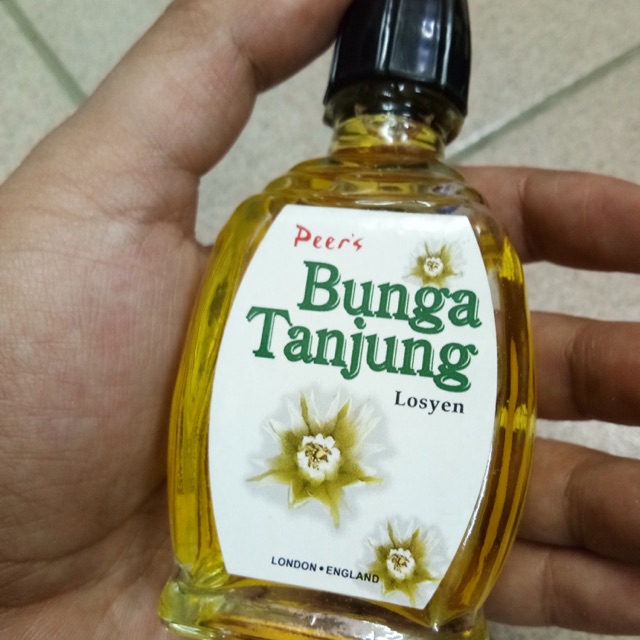 Peer's
Bunga
Tanjung
Losyen
LONDON • ENGLAND